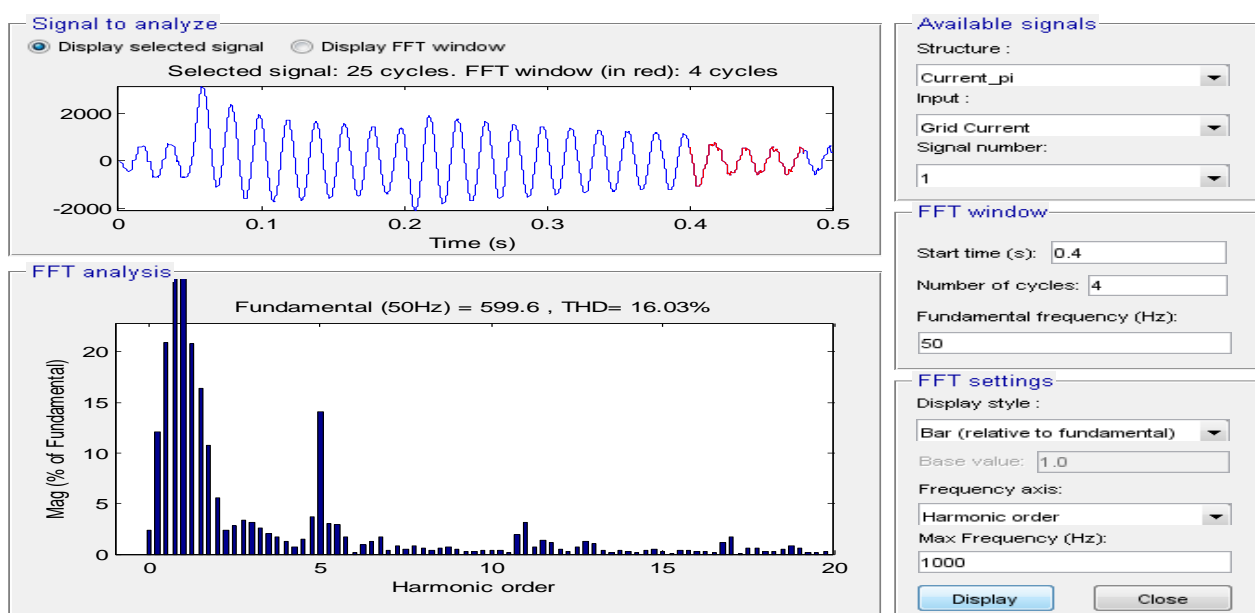 Signal to analyze
Display selected signal Display FFT window
Selected signal: 25 cycles. FFT window (in red): 4 cycles
2000
0
-2000
0 0.1 0.2 0.3 0.4 0.5
Time (s)
FFT analysis
Fundamental (50Hz) = 599.6 , THD= 16.03%
Mag (% of Fundamental)
20
15
10
5
0
0 5 10 15 20
Harmonic order
Available signals
Structure :
Current_pi
Input :
Grid Current
Signal number:
1
FFT window
Start time (s): 0.4
Number of cycles: 4
Fundamental frequency (Hz):
50
FFT settings
Display style :
Bar (relative to fundamental)
Base value: 1.0
Frequency axis:
Harmonic order
Max Frequency (Hz):
1000
Display Close